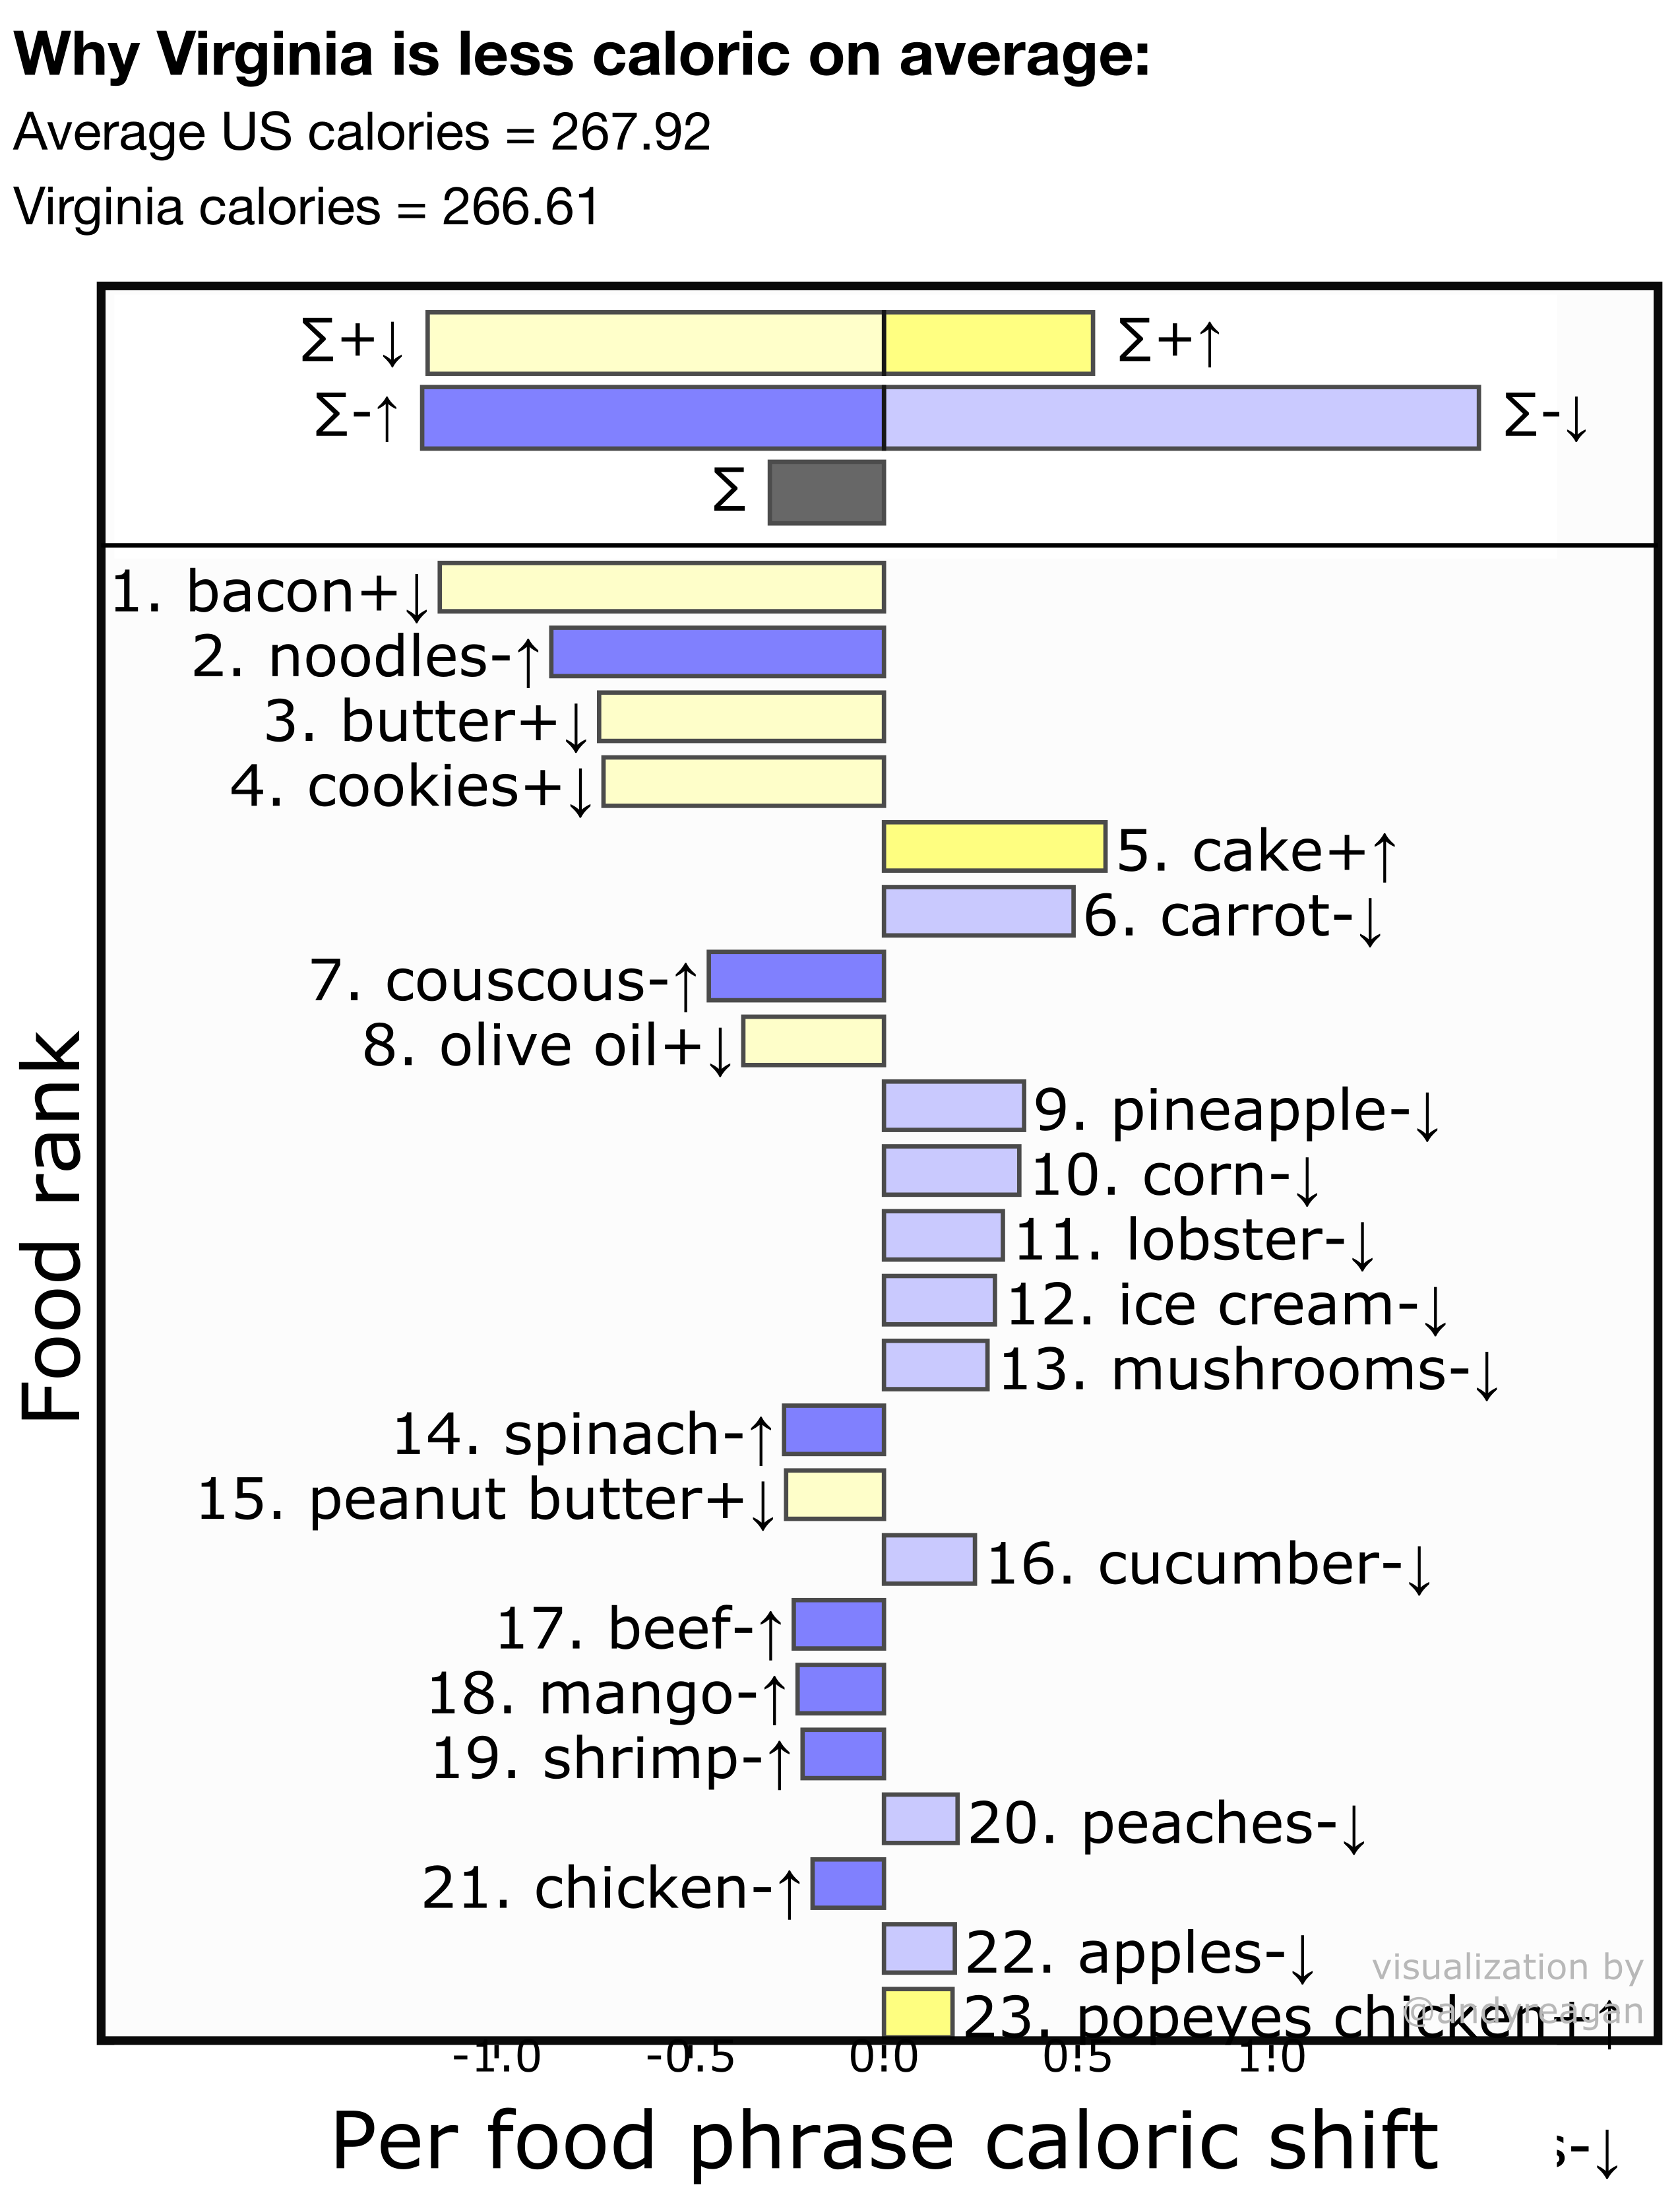 Why Virginia is less caloric on average:
Average US calories = 267.92
Virginia calories = 266.61
∑+↓ ∑+↑
∑-↑ ∑-↓
∑
1. bacon+↓
2. noodles-↑
3. butter+↓
4. cookies+↓
5. cake+↑
6. carrot-↓
7. couscous-↑
8. olive oil+↓
9. pineapple-↓
10. corn-↓
11. lobster-↓
12. ice cream-↓
13. mushrooms-↓
14. spinach-↑
15. peanut butter+↓
16. cucumber-↓
17. beef-↑
18. mango-↑
19. shrimp-↑
20. peaches-↓
21. chicken-↑
22. apples-↓
23. popeyes chicken+↑
visualization by
@andyreagan
Food rank
-1.0 -0.5 0.0 0.5 1.0
Per food phrase caloric shift
s-↓